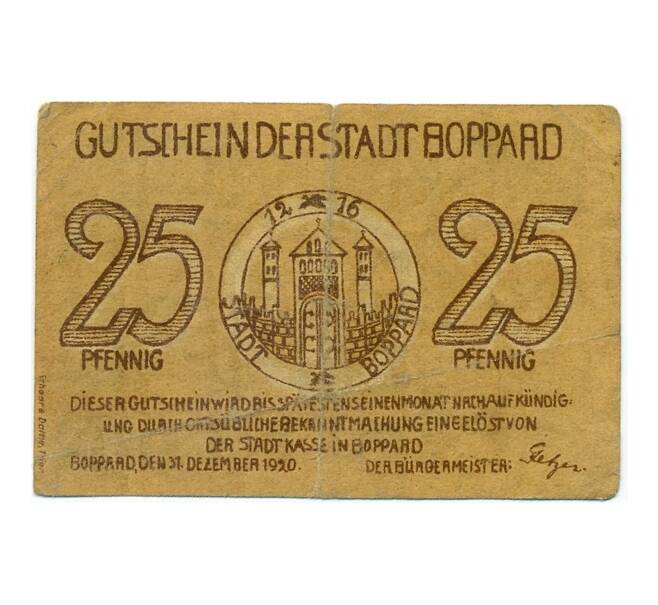 GUTSCHEIN DER STADT BOPPARD
25 25
12 16
STADT BOPPARD
PFENNIG PFENNIG
DIESER GUTSCHEIN WIRD BIS SPÄTESTENS EINEN MONAT NACH AUFKÜNDIG-
UNG DURCH OMSÜBLICHE BEKANNTMACHUNG EINGELÖST VON
DER STADTKASSE IN BOPPARD
BOPPARD, DEN 31. DEZEMBER 1920. DER BÜRGERMEISTER: